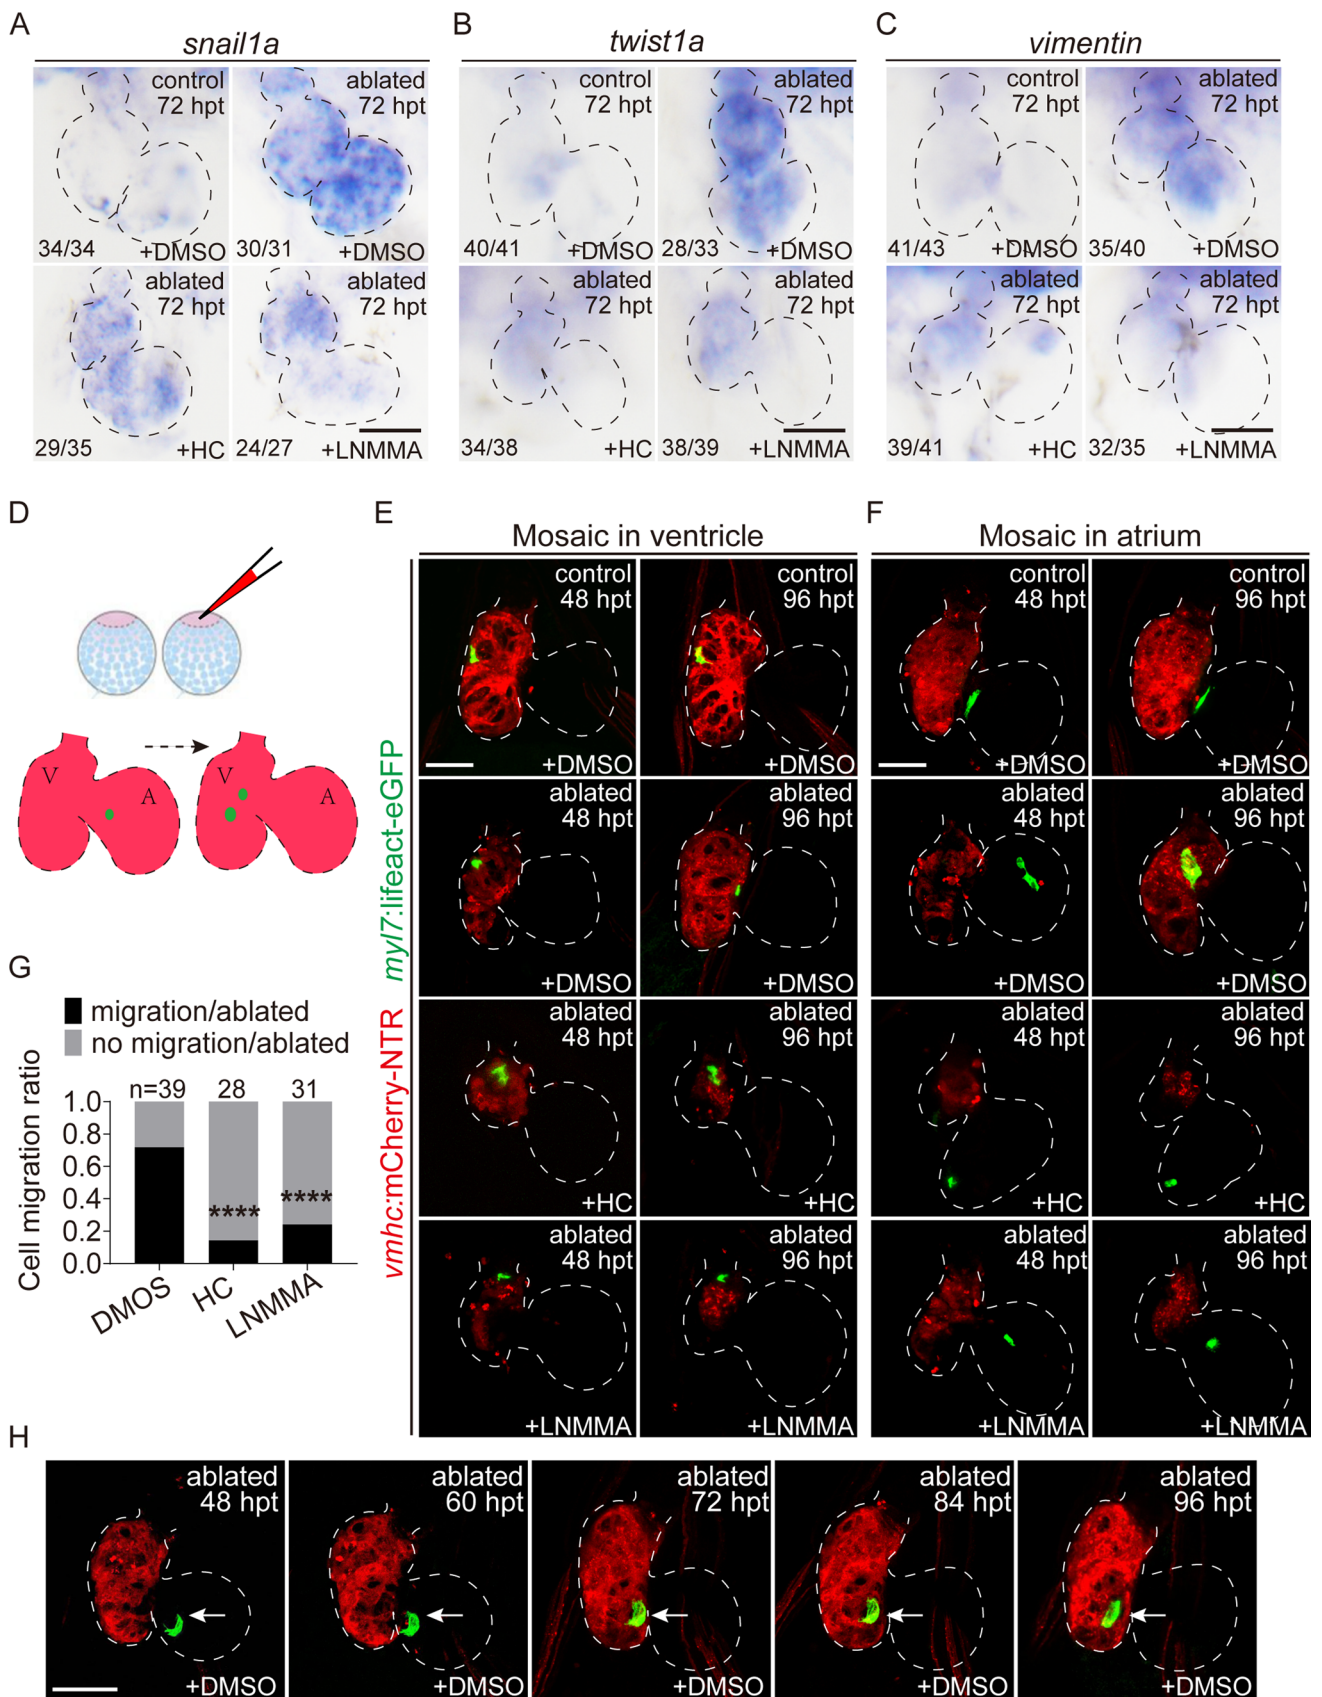 A
snail1a
control
72 hpt
34/34
+DMSO
ablated
72 hpt
30/31
+DMSO
ablated
72 hpt
29/35
+HC
ablated
72 hpt
24/27
+LNMMA
B
twist1a
control
72 hpt
40/41
+DMSO
ablated
72 hpt
28/33
+DMSO
ablated
72 hpt
34/38
+HC
ablated
72 hpt
38/39
+LNMMA
C
vimentin
control
72 hpt
41/43
+DMSO
ablated
72 hpt
35/40
+DMSO
ablated
72 hpt
39/41
+HC
ablated
72 hpt
32/35
+LNMMA
D
V
A
V
A
myl7:lifeact-eGFP
vmhc:mCherry-NTR
E
Mosaic in ventricle
control
48 hpt
+DMSO
control
96 hpt
+DMSO
ablated
48 hpt
+DMSO
ablated
96 hpt
+DMSO
ablated
48 hpt
+HC
ablated
96 hpt
+HC
ablated
48 hpt
+LNMMA
ablated
96 hpt
+LNMMA
F
Mosaic in atrium
control
48 hpt
+DMSO
control
96 hpt
+DMSO
ablated
48 hpt
+DMSO
ablated
96 hpt
+DMSO
ablated
48 hpt
+HC
ablated
96 hpt
+HC
ablated
48 hpt
+LNMMA
ablated
96 hpt
+LNMMA
G
migration/ablated
no migration/ablated
Cell migration ratio
n=39 28 31
1.0
0.8
0.6
0.4
0.2
0.0
**** ****
DMOS HC LNMMA
H
ablated
48 hpt
+DMSO
ablated
60 hpt
+DMSO
ablated
72 hpt
+DMSO
ablated
84 hpt
+DMSO
ablated
96 hpt
+DMSO